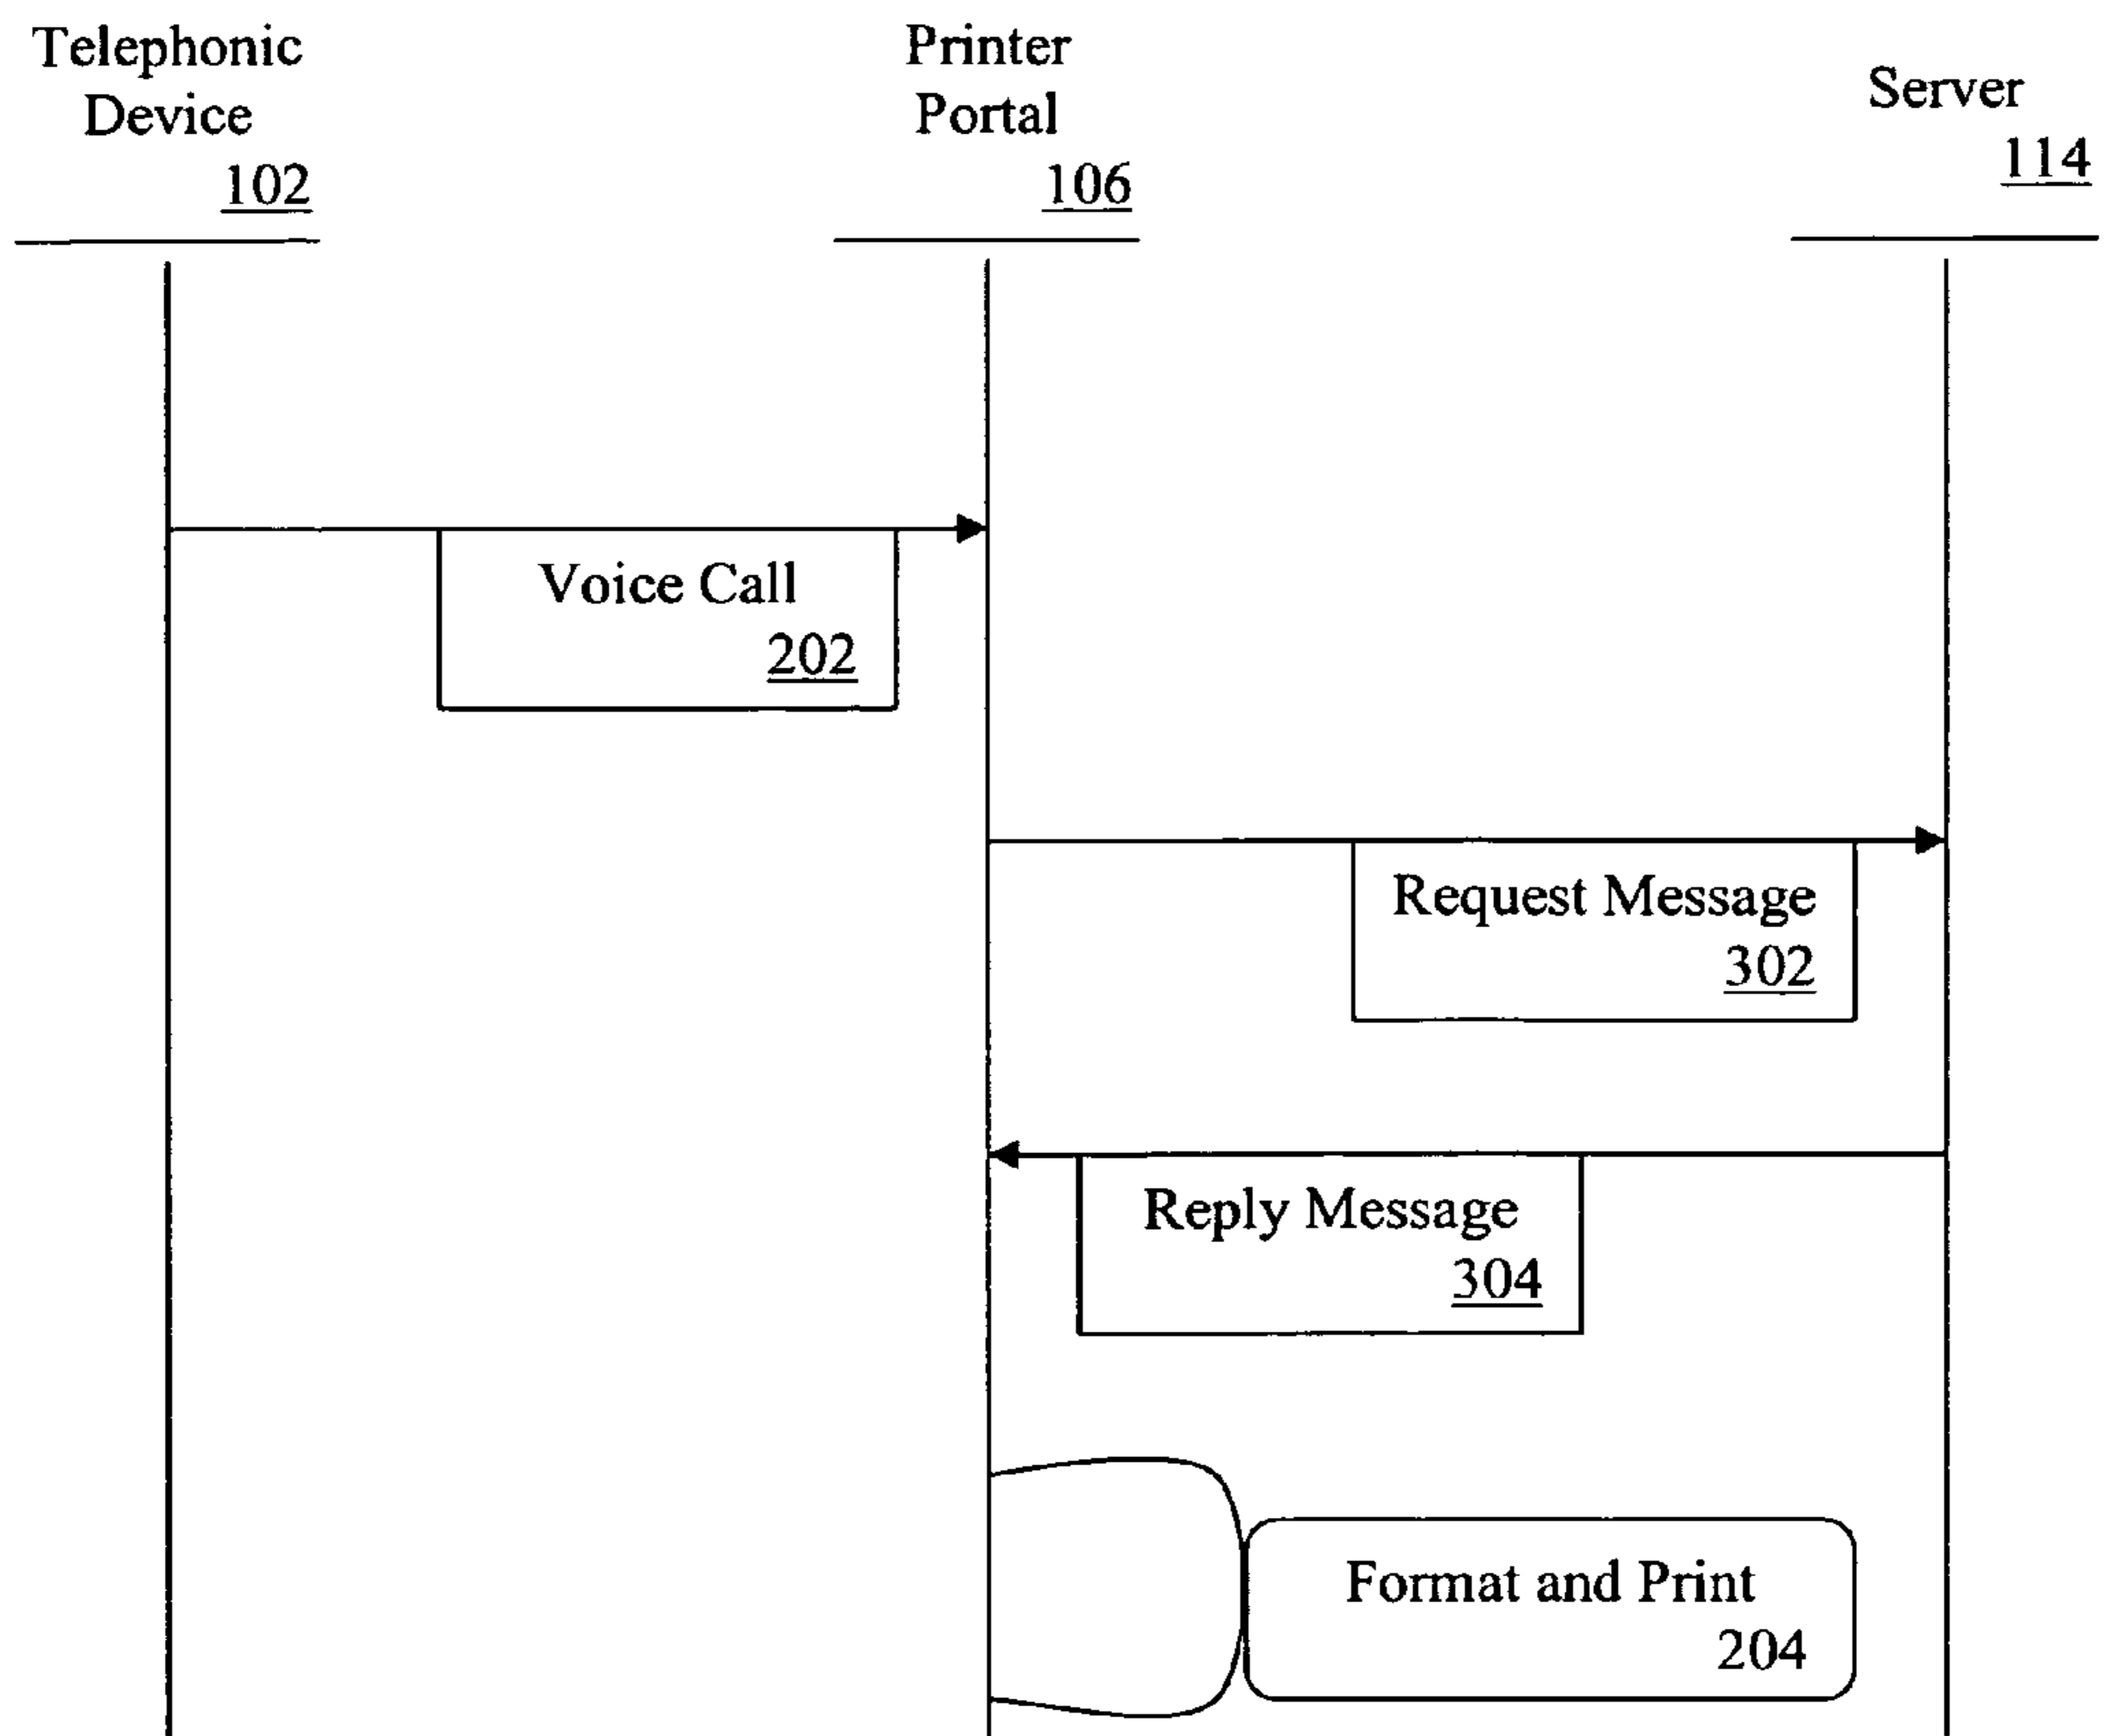 Telephonic
Device
102
Printer
Portal
106
Server
114
Voice Call
202
Request Message
302
Reply Message
304
Format and Print
204